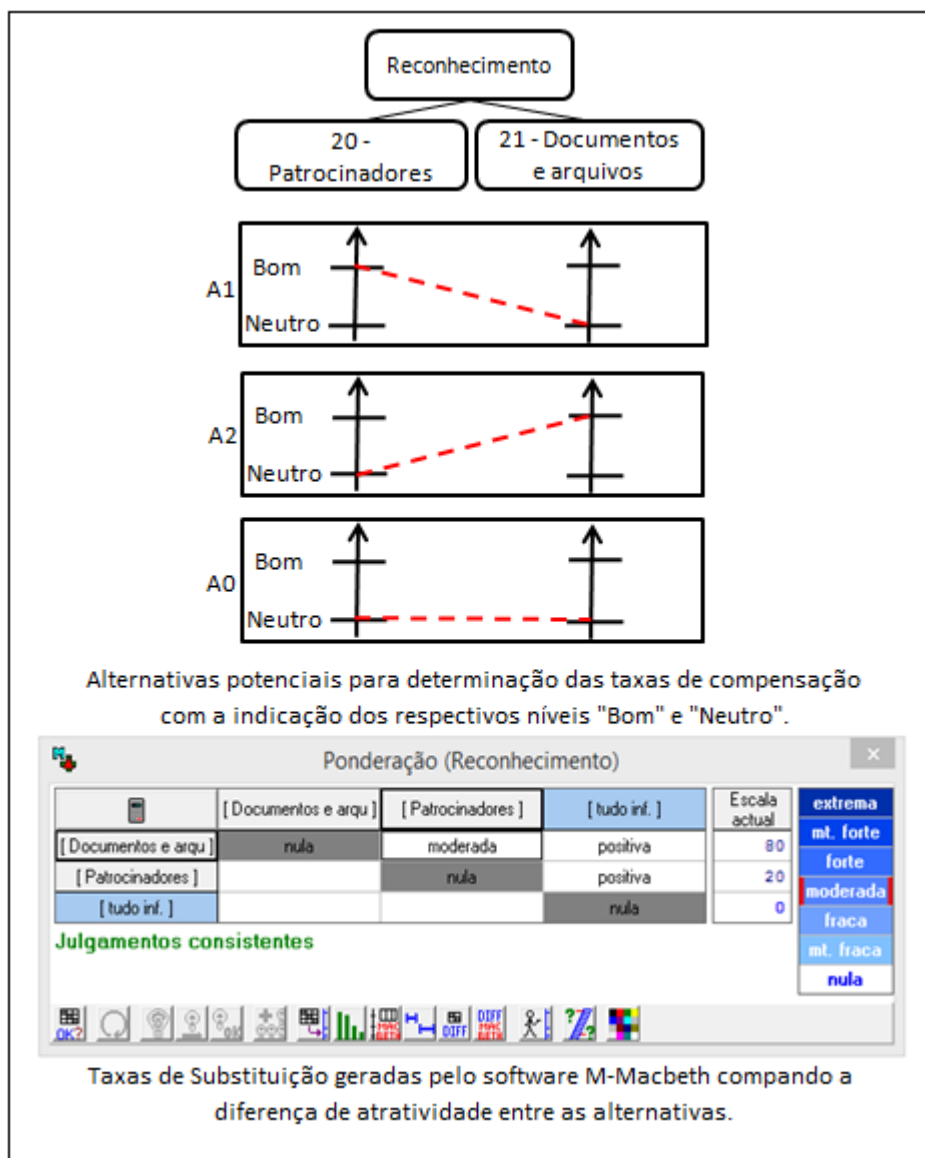 Reconhecimento
20 -
Patrocinadores
21 - Documentos
e arquivos
A1
Bom
Neutro
A2
Bom
Neutro
A0
Bom
Neutro
Alternativas potenciais para determinação das taxas de compensação
com a indicação dos respectivos níveis "Bom" e "Neutro".
Ponderação (Reconhecimento)
[ Documentos e arqu ] [ Patrocinadores ] [ tudo inf. ] Escala actual
[ Documentos e arqu ] nula moderada positiva 80
[ Patrocinadores ] nula positiva 20
[ tudo inf. ] nula 0
extrema
mt. forte
forte
moderada
fraca
mt. fraca
nula
Julgamentos consistentes
OK?
OK
DIFF
DIFF
Taxas de Substituição geradas pelo software M-Macbeth compando a
diferença de atratividade entre as alternativas.